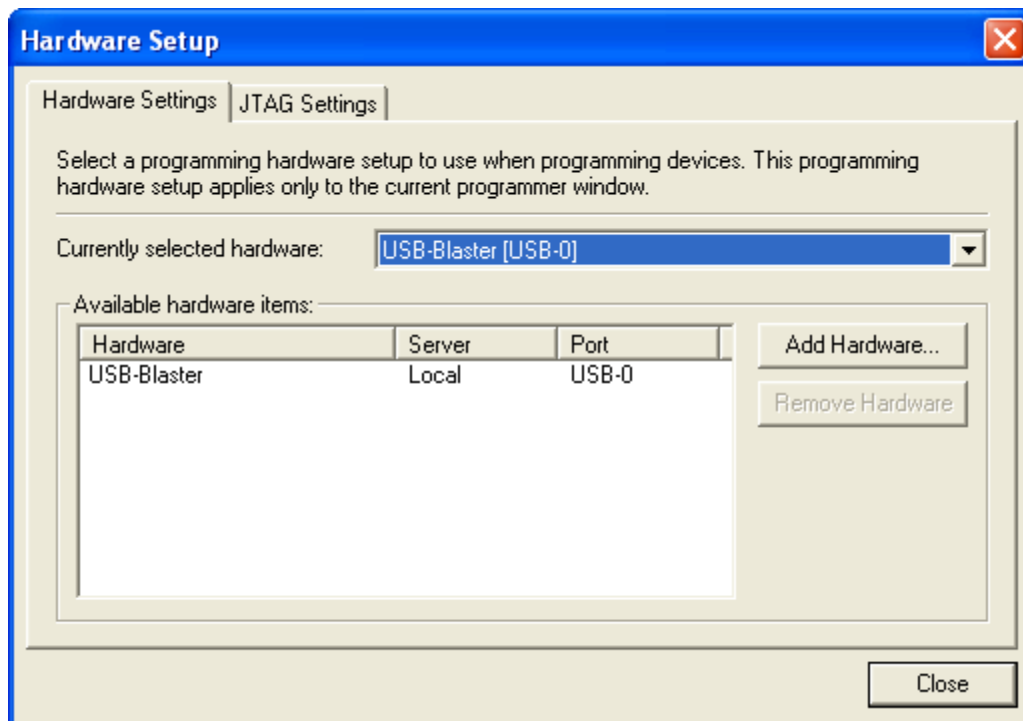 Hardware Setup
Hardware Settings JTAG Settings
Select a programming hardware setup to use when programming devices. This programming
hardware setup applies only to the current programmer window.
Currently selected hardware: USB-Blaster [USB-0]
Available hardware items:
Hardware Server Port
USB-Blaster Local USB-0
Add Hardware...
Remove Hardware
Close